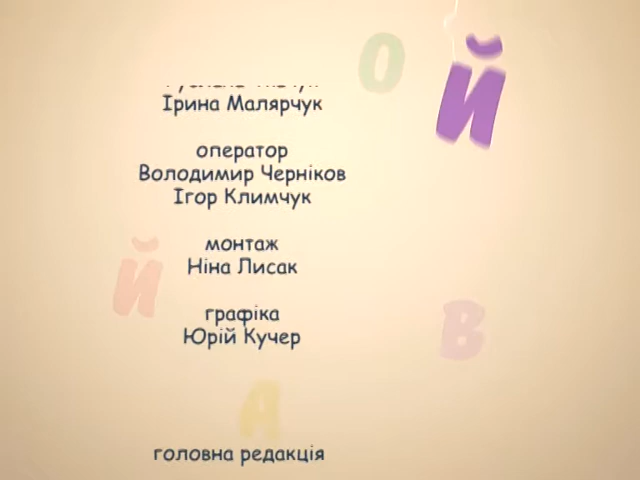 О
Й
Ірина Малярчук
оператор
Володимир Черніков
Ігор Климчук
монтаж
Ніна Лисак
Й
графіка
Юрій Кучер
В
А
головна редакція